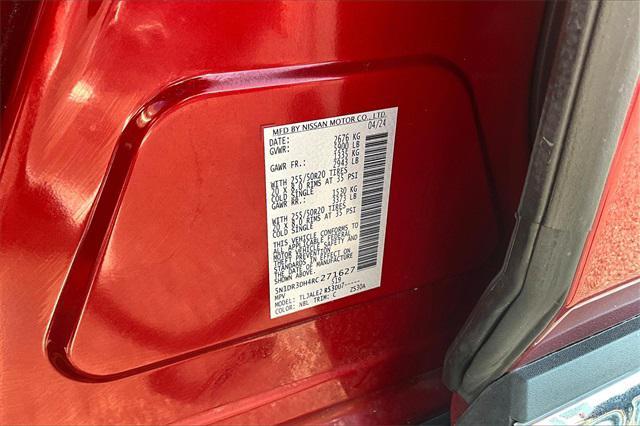 MFD BY NISSAN MOTOR CO., LTD.
DATE: 04/24
GVWR: 2676 KG
5900 LB
GAWR FR.: 1335 KG
2943 LB
WITH 255/50R20 TIRES
20 X 8.0 RIMS AT 35 PSI
COLD SINGLE
GAWR RR.: 1530 KG
3373 LB
WITH 255/50R20 TIRES
20 X 8.0 RIMS AT 35 PSI
COLD SINGLE
THIS VEHICLE CONFORMS TO
ALL APPLICABLE FEDERAL
MOTOR VEHICLE SAFETY AND
THEFT PREVENTION
STANDARDS IN EFFECT ON
THE DATE OF MANUFACTURE
SHOWN ABOVE.
5N1DR3DH4RC271627
MPV S19
MODEL: TLJALE2 R53DU7-----
COLOR: NBL TRIM: C ZS30A